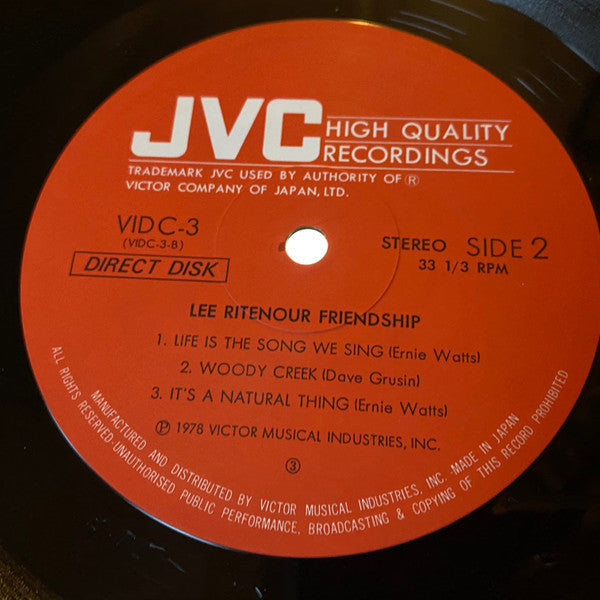 JVC HIGH QUALITY RECORDINGS
TRADEMARK JVC USED BY AUTHORITY OF ®
VICTOR COMPANY OF JAPAN, LTD.
VIDC-3
(VIDC-3-B)
DIRECT DISK
STEREO SIDE 2
33 1/3 RPM
LEE RITENOUR FRIENDSHIP
1. LIFE IS THE SONG WE SING (Ernie Watts)
2. WOODY CREEK (Dave Grusin)
3. IT'S A NATURAL THING (Ernie Watts)
℗ 1978 VICTOR MUSICAL INDUSTRIES, INC.
③
MANUFACTURED AND DISTRIBUTED BY VICTOR MUSICAL INDUSTRIES, INC. MADE IN JAPAN
ALL RIGHTS RESERVED·UNAUTHORISED PUBLIC PERFORMANCE, BROADCASTING & COPYING OF THIS RECORD PROHIBITED